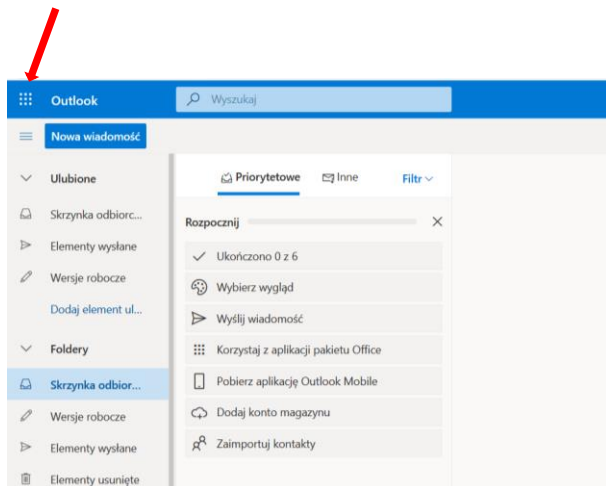 Outlook
Wyszukaj
Nowa wiadomość
Ulubione
Skrzynka odbiorc...
Elementy wysłane
Wersje robocze
Dodaj element ul...
Foldery
Skrzynka odbior...
Wersje robocze
Elementy wysłane
Elementy usunięte
Priorytetowe
Inne
Filtr
Rozpocznij
Ukończono 0 z 6
Wybierz wygląd
Wyślij wiadomość
Korzystaj z aplikacji pakietu Office
Pobierz aplikację Outlook Mobile
Dodaj konto magazynu
Zaimportuj kontakty